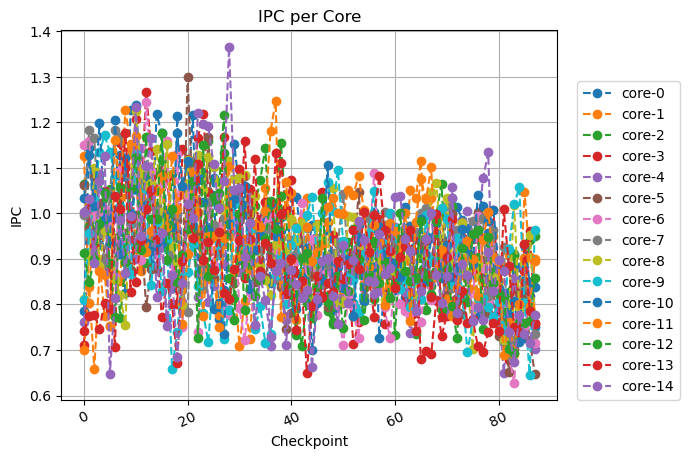 IPC per Core
IPC
1.4
1.3
1.2
1.1
1.0
0.9
0.8
0.7
0.6
0
20
40
60
80
Checkpoint
core-0
core-1
core-2
core-3
core-4
core-5
core-6
core-7
core-8
core-9
core-10
core-11
core-12
core-13
core-14